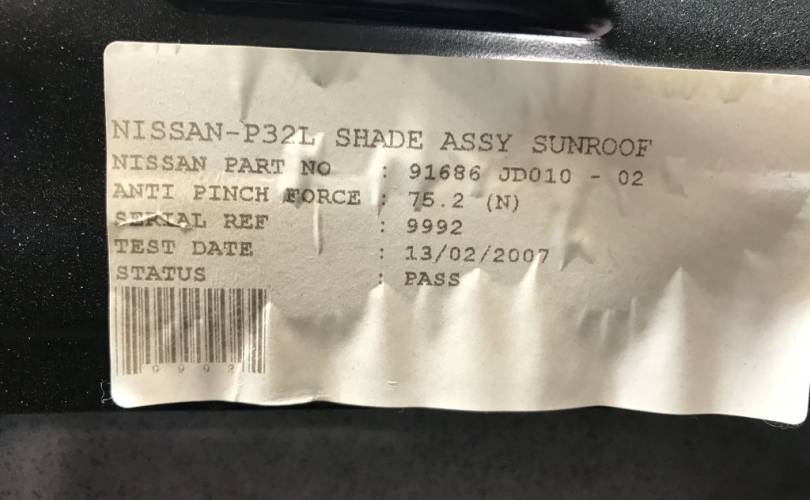 NISSAN-P32L SHADE ASSY SUNROOF
NISSAN PART NO : 91686 JD010 - 02
ANTI PINCH FORCE : 75.2 (N)
SERIAL REF : 9992
TEST DATE : 13/02/2007
STATUS : PASS
9992